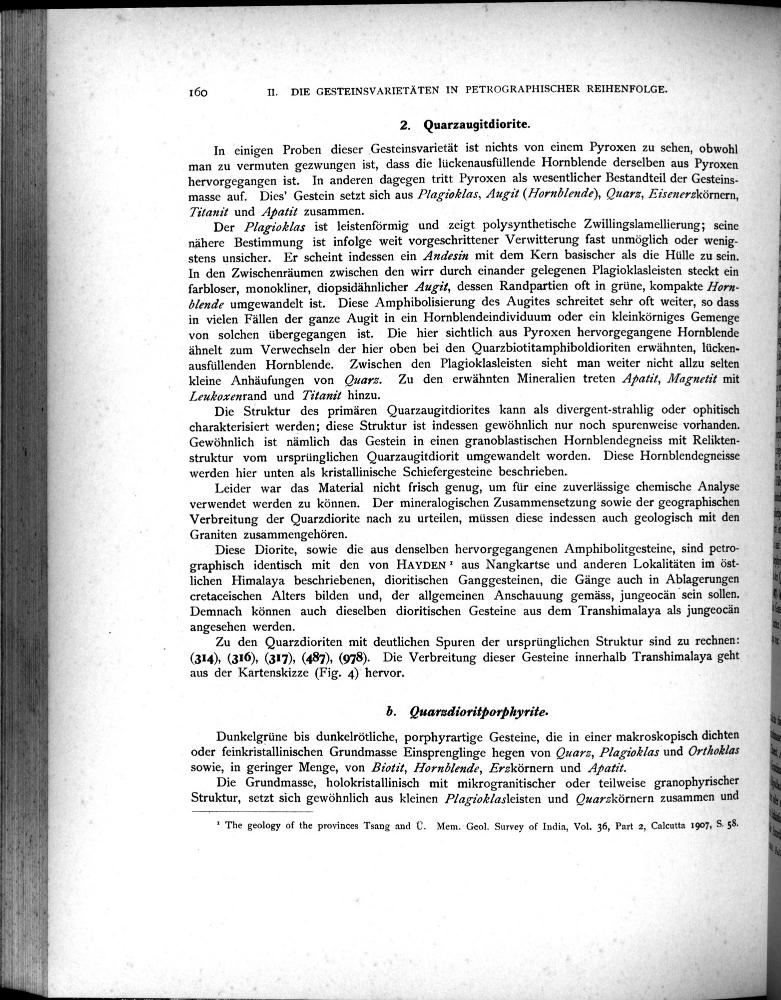 160 II. DIE GESTEINSVARIETÄTEN IN PETROGRAPHISCHER REIHENFOLGE.
2. Quarzaugitdiorite.
In einigen Proben dieser Gesteinsvarietät ist nichts von einem Pyroxen zu sehen, obwohl
man zu vermuten gezwungen ist, dass die lückenausfüllende Hornblende derselben aus Pyroxen
hervorgegangen ist. In anderen dagegen tritt Pyroxen als wesentlicher Bestandteil der Gesteins-
masse auf. Dies' Gestein setzt sich aus Plagioklas, Augit (Hornblende), Quarz, Eisenerzkörnern,
Titanit und Apatit zusammen.
Der Plagioklas ist leistenförmig und zeigt polysynthetische Zwillingslamellierung; seine
nähere Bestimmung ist infolge weit vorgeschrittener Verwitterung fast unmöglich oder wenig-
stens unsicher. Er scheint indessen ein Andesin mit dem Kern basischer als die Hülle zu sein.
In den Zwischenräumen zwischen den wirr durch einander gelegenen Plagioklasleisten steckt ein
farbloser, monokliner, diopsidähnlicher Augit, dessen Randpartien oft in grüne, kompakte Horn-
blende umgewandelt ist. Diese Amphibolisierung des Augites schreitet sehr oft weiter, so dass
in vielen Fällen der ganze Augit in ein Hornblendeindividuum oder ein kleinkörniges Gemenge
von solchen übergegangen ist. Die hier sichtlich aus Pyroxen hervorgegangene Hornblende
ähnelt zum Verwechseln der hier oben bei den Quarzbiotitamphiboldioriten erwähnten, lücken-
ausfüllenden Hornblende. Zwischen den Plagioklasleisten sieht man weiter nicht allzu selten
kleine Anhäufungen von Quarz. Zu den erwähnten Mineralien treten Apatit, Magnetit mit
Leukoxenrand und Titanit hinzu.
Die Struktur des primären Quarzaugitdiorites kann als divergent-strahlig oder ophitisch
charakterisiert werden; diese Struktur ist indessen gewöhnlich nur noch spurenweise vorhanden.
Gewöhnlich ist nämlich das Gestein in einen granoblastischen Hornblendegneiss mit Relikten-
struktur vom ursprünglichen Quarzaugitdiorit umgewandelt worden. Diese Hornblendegneisse
werden hier unten als kristallinische Schiefergesteine beschrieben.
Leider war das Material nicht frisch genug, um für eine zuverlässige chemische Analyse
verwendet werden zu können. Der mineralogischen Zusammensetzung sowie der geographischen
Verbreitung der Quarzdiorite nach zu urteilen, müssen diese indessen auch geologisch mit den
Graniten zusammengehören.
Diese Diorite, sowie die aus denselben hervorgegangenen Amphibolitgesteine, sind petro-
graphisch identisch mit den von HAYDEN ¹ aus Nangkartse und anderen Lokalitäten im öst-
lichen Himalaya beschriebenen, dioritischen Ganggesteinen, die Gänge auch in Ablagerungen
cretaceischen Alters bilden und, der allgemeinen Anschauung gemäss, jungeocän sein sollen.
Demnach können auch dieselben dioritischen Gesteine aus dem Transhimalaya als jungeocän
angesehen werden.
Zu den Quarzdioriten mit deutlichen Spuren der ursprünglichen Struktur sind zu rechnen:
(314), (316), (317), (487), (978). Die Verbreitung dieser Gesteine innerhalb Transhimalaya geht
aus der Kartenskizze (Fig. 4) hervor.
b. Quarzdioritporphyrite.
Dunkelgrüne bis dunkelrötliche, porphyrartige Gesteine, die in einer makroskopisch dichten
oder feinkristallinischen Grundmasse Einsprenglinge hegen von Quarz, Plagioklas und Orthoklas
sowie, in geringer Menge, von Biotit, Hornblende, Erzkörnern und Apatit.
Die Grundmasse, holokristallinisch mit mikrogranitischer oder teilweise granophyrischer
Struktur, setzt sich gewöhnlich aus kleinen Plagioklasleisten und Quarzkörnern zusammen und
¹ The geology of the provinces Tsang and Ü. Mem. Geol. Survey of India, Vol. 36, Part 2, Calcutta 1907, S. 58.